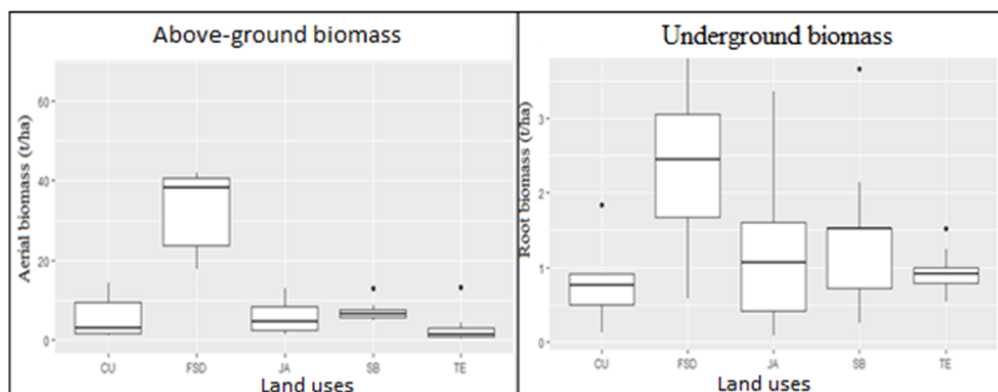 Above-ground biomass
Aerial biomass (t/ha)
60
40
20
0
CU FSD JA SB TE
Land uses
Underground biomass
Root biomass (t/ha)
3
2
1
0
CU FSD JA SB TE
Land uses